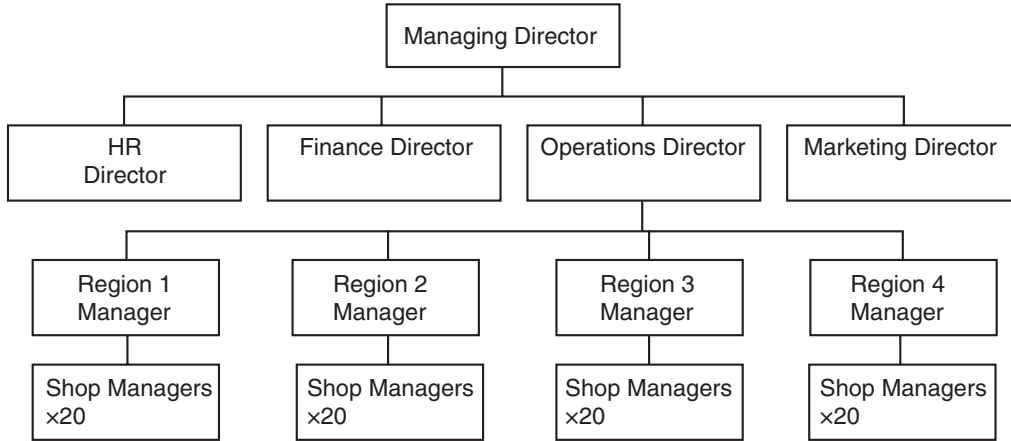 Managing Director
HR
Director
Finance Director
Operations Director
Marketing Director
Region 1
Manager
Region 2
Manager
Region 3
Manager
Region 4
Manager
Shop Managers
×20
Shop Managers
×20
Shop Managers
×20
Shop Managers
×20